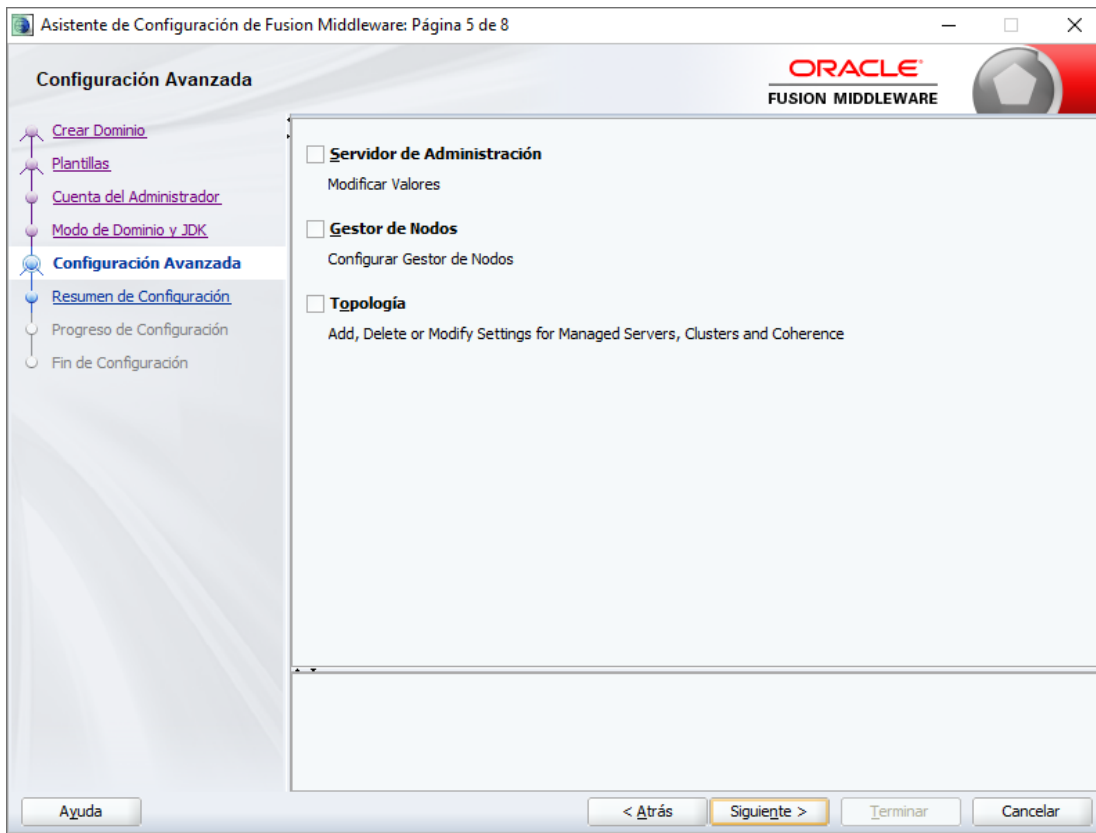 Asistente de Configuración de Fusion Middleware: Página 5 de 8
Configuración Avanzada
ORACLE
FUSION MIDDLEWARE
Crear Dominio
Plantillas
Cuenta del Administrador
Modo de Dominio y JDK
Configuración Avanzada
Resumen de Configuración
Progreso de Configuración
Fin de Configuración
Servidor de Administración
Modificar Valores
Gestor de Nodos
Configurar Gestor de Nodos
Topología
Add, Delete or Modify Settings for Managed Servers, Clusters and Coherence
Ayuda
< Atrás
Siguiente >
Terminar
Cancelar